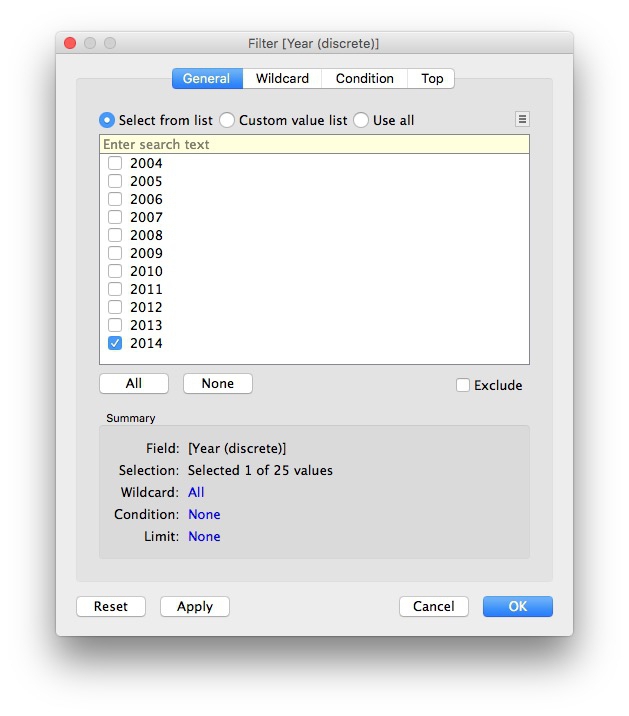 Filter [Year (discrete)]
General Wildcard Condition Top
Select from list Custom value list Use all
Enter search text
2004
2005
2006
2007
2008
2009
2010
2011
2012
2013
2014
All None Exclude
Summary
Field: [Year (discrete)]
Selection: Selected 1 of 25 values
Wildcard: All
Condition: None
Limit: None
Reset Apply Cancel OK